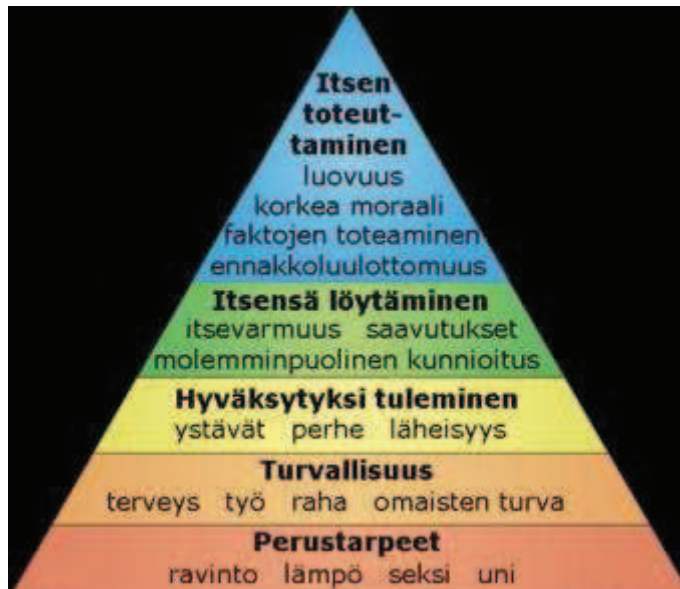 Itsen
toteut-
taminen
luovuus
korkea moraali
faktojen toteaminen
ennakkoluulottomuus
Itsensä löytäminen
itsevarmuus saavutukset
molemminpuolinen kunnioitus
Hyväksytyksi tuleminen
ystävät perhe läheisyys
Turvallisuus
terveys työ raha omaisten turva
Perustarpeet
ravinto lämpö seksi uni